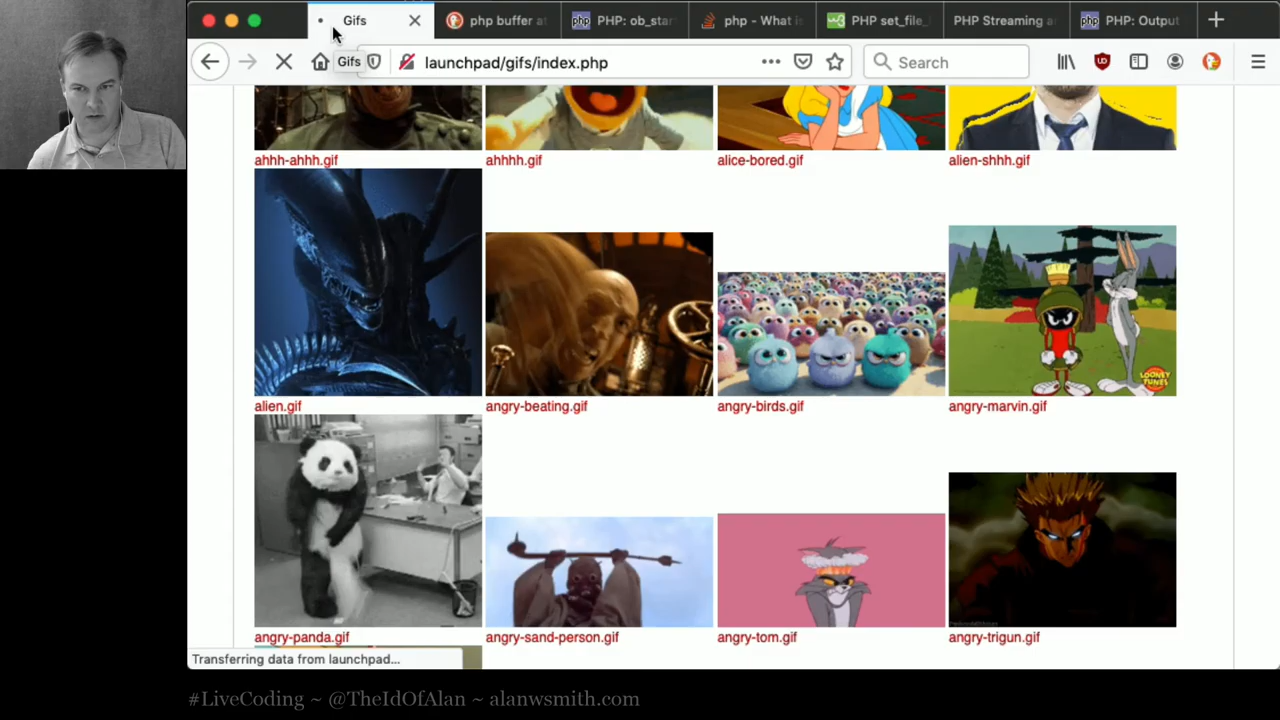 Gifs
php buffer a
PHP: ob_star
php - What is
PHP set_file_
PHP Streaming a
PHP: Output
Gifs
launchpad/gifs/index.php
Search
ahhh-ahhh.gif
ahhhh.gif
alice-bored.gif
alien-shhh.gif
LOONEY
TUNES
alien.gif
angry-beating.gif
angry-birds.gif
angry-marvin.gif
angry-panda.gif
angry-sand-person.gif
angry-tom.gif
angry-trigun.gif
Transferring data from launchpad...
#LiveCoding ~ @TheIdOfAlan ~ alanwsmith.com